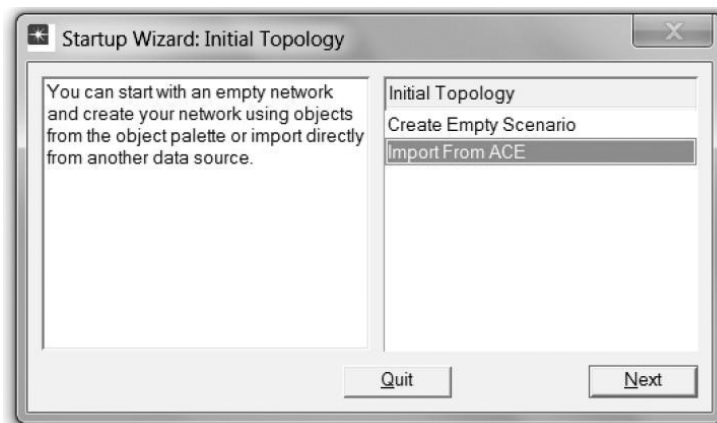 Startup Wizard: Initial Topology
You can start with an empty network
and create your network using objects
from the object palette or import directly
from another data source.
Initial Topology
Create Empty Scenario
Import From ACE
Quit
Next